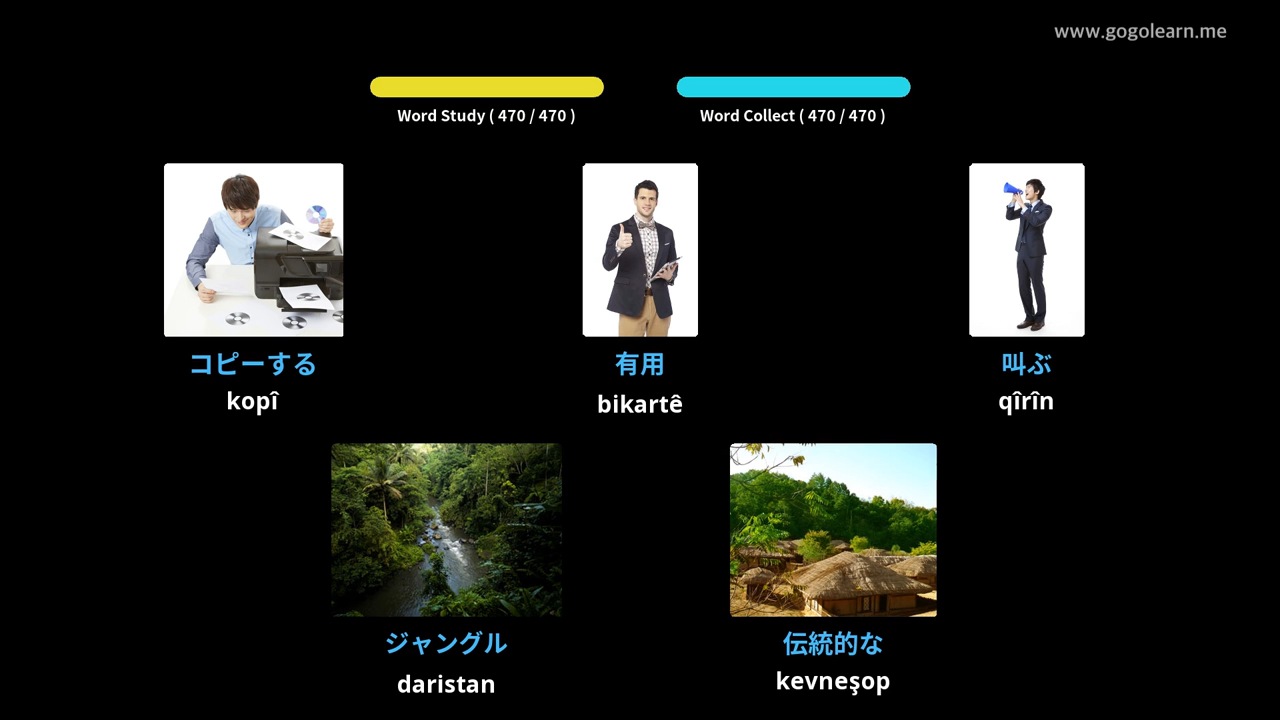 www.gogolearn.me
Word Study ( 470 / 470 )
Word Collect ( 470 / 470 )
コピーする
kopî
有用
bikartê
叫ぶ
qîrîn
ジャングル
daristan
伝統的な
kevneşop